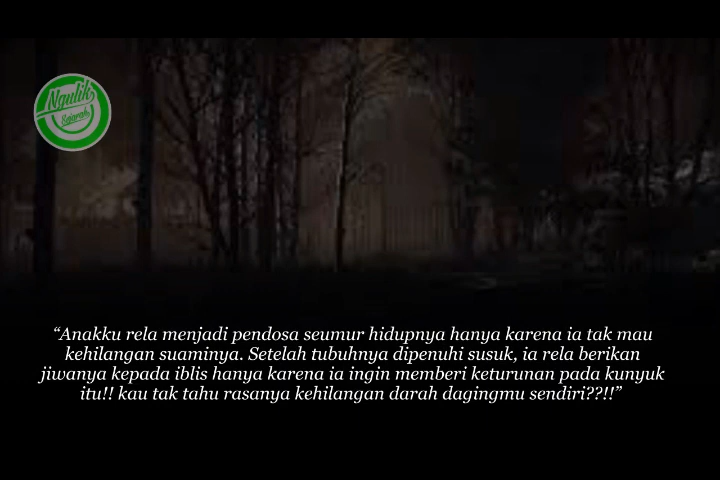 Ngulik
Sejarah
“Anakku rela menjadi pendosa seumur hidupnya hanya karena ia tak mau
kehilangan suaminya. Setelah tubuhnya dipenuhi susuk, ia rela berikan
jiwanya kepada iblis hanya karena ia ingin memberi keturunan pada kunyuk
itu!! kau tak tahu rasanya kehilangan darah dagingmu sendiri??!!”